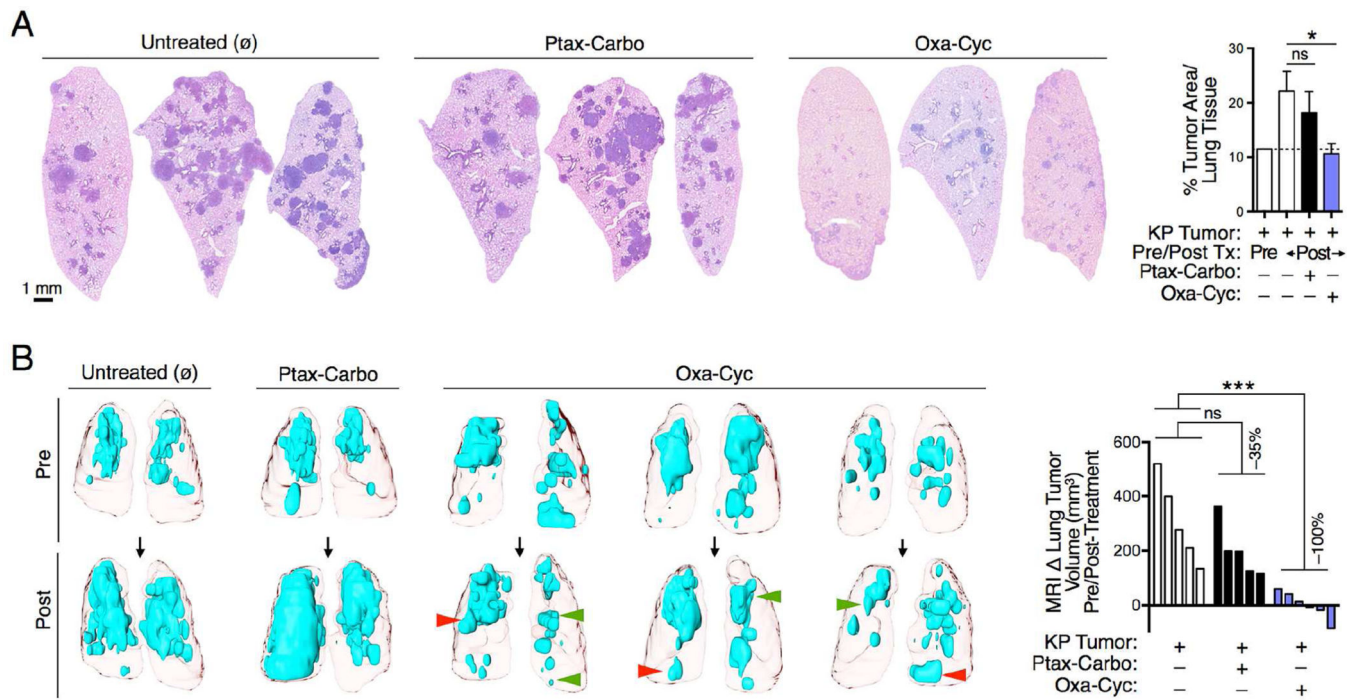 A
Untreated (ø)
Ptax-Carbo
Oxa-Cyc
1 mm
% Tumor Area/
Lung Tissue
30
20
10
0
*
ns
KP Tumor: + + + +
Pre/Post Tx: Pre ◂Post→
Ptax-Carbo: – – + –
Oxa-Cyc: – – – +
B
Untreated (ø)
Ptax-Carbo
Oxa-Cyc
Pre
Post
MRI Δ Lung Tumor
Volume (mm³)
Pre/Post-Treatment
600
400
200
0
***
ns
–35%
–100%
KP Tumor: + + +
Ptax-Carbo: – + –
Oxa-Cyc: – – +